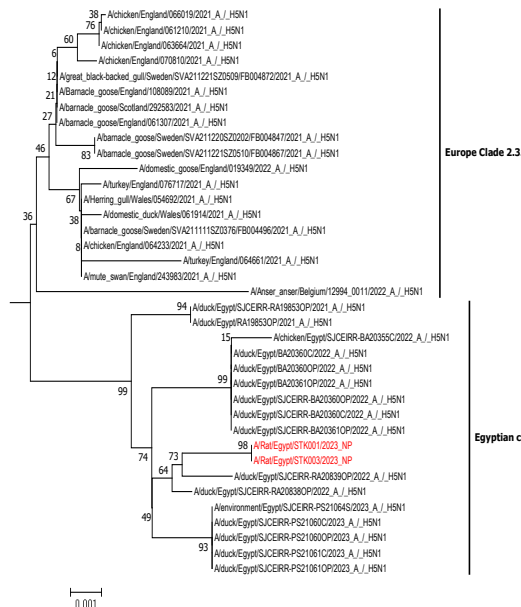 38
A/chicken/England/066019/2021_A_/_H5N1
76
A/chicken/England/061210/2021_A_/_H5N1
60
A/chicken/England/063664/2021_A_/_H5N1
6
A/chicken/England/070810/2021_A_/_H5N1
12
A/great_black-backed_gull/Sweden/SVA211221SZ0509/FB004872/2021_A_/_H5N1
21
A/Barnacle_goose/England/108089/2021_A_/_H5N1
A/barnacle_goose/Scotland/292583/2021_A_/_H5N1
27
A/barnacle_goose/England/061307/2021_A_/_H5N1
A/barnacle_goose/Sweden/SVA211220SZ0202/FB004847/2021_A_/_H5N1
83
A/barnacle_goose/Sweden/SVA211221SZ0510/FB004867/2021_A_/_H5N1
Europe Clade 2.3
46
A/domestic_goose/England/019349/2022_A_/_H5N1
A/turkey/England/076717/2021_A_/_H5N1
67
A/Herring_gull/Wales/054692/2021_A_/_H5N1
38
A/domestic_duck/Wales/061914/2021_A_/_H5N1
36
A/barnacle_goose/Sweden/SVA211111SZ0376/FB004496/2021_A_/_H5N1
8
A/chicken/England/064233/2021_A_/_H5N1
A/turkey/England/064661/2021_A_/_H5N1
A/mute_swan/England/243983/2021_A_/_H5N1
A/Anser_anser/Belgium/12994_0011/2022_A_/_H5N1
94
A/duck/Egypt/SJCEIRR-RA19853OP/2021_A_/_H5N1
A/duck/Egypt/RA19853OP/2021_A_/_H5N1
15
A/chicken/Egypt/SJCEIRR-BA20355C/2022_A_/_H5N1
A/duck/Egypt/BA20360C/2022_A_/_H5N1
A/duck/Egypt/BA20360OP/2022_A_/_H5N1
99
99
A/duck/Egypt/BA20361OP/2022_A_/_H5N1
A/duck/Egypt/SJCEIRR-BA20360OP/2022_A_/_H5N1
A/duck/Egypt/SJCEIRR-BA20360C/2022_A_/_H5N1
A/duck/Egypt/SJCEIRR-BA20361OP/2022_A_/_H5N1
Egyptian c
98
A/Rat/Egypt/STK001/2023_NP
74
73
A/Rat/Egypt/STK003/2023_NP
64
A/duck/Egypt/SJCEIRR-RA20839OP/2022_A_/_H5N1
A/duck/Egypt/SJCEIRR-RA20838OP/2022_A_/_H5N1
49
A/environment/Egypt/SJCEIRR-PS21064S/2023_A_/_H5N1
A/duck/Egypt/SJCEIRR-PS21060C/2023_A_/_H5N1
A/duck/Egypt/SJCEIRR-PS21060OP/2023_A_/_H5N1
93
A/duck/Egypt/SJCEIRR-PS21061C/2023_A_/_H5N1
A/duck/Egypt/SJCEIRR-PS21061OP/2023_A_/_H5N1
0.001